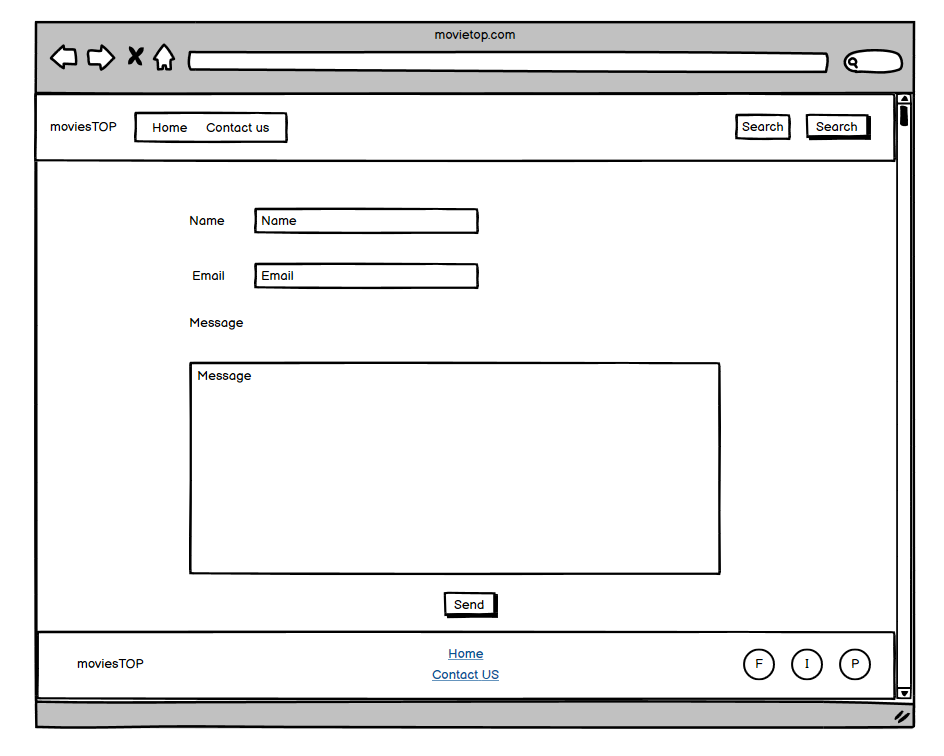 movietop.com
moviesTOP Home Contact us Search Search
Name Name
Email Email
Message
Message
Send
Home
moviesTOP F I P
Contact US